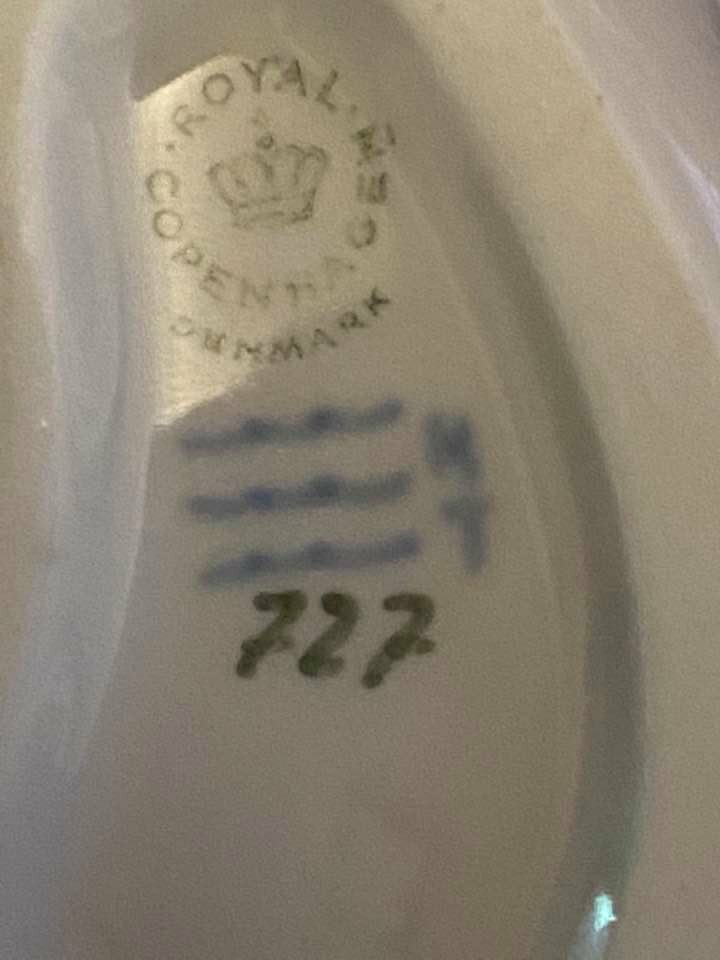 ROYAL
COPENHAGEN
DENMARK
727